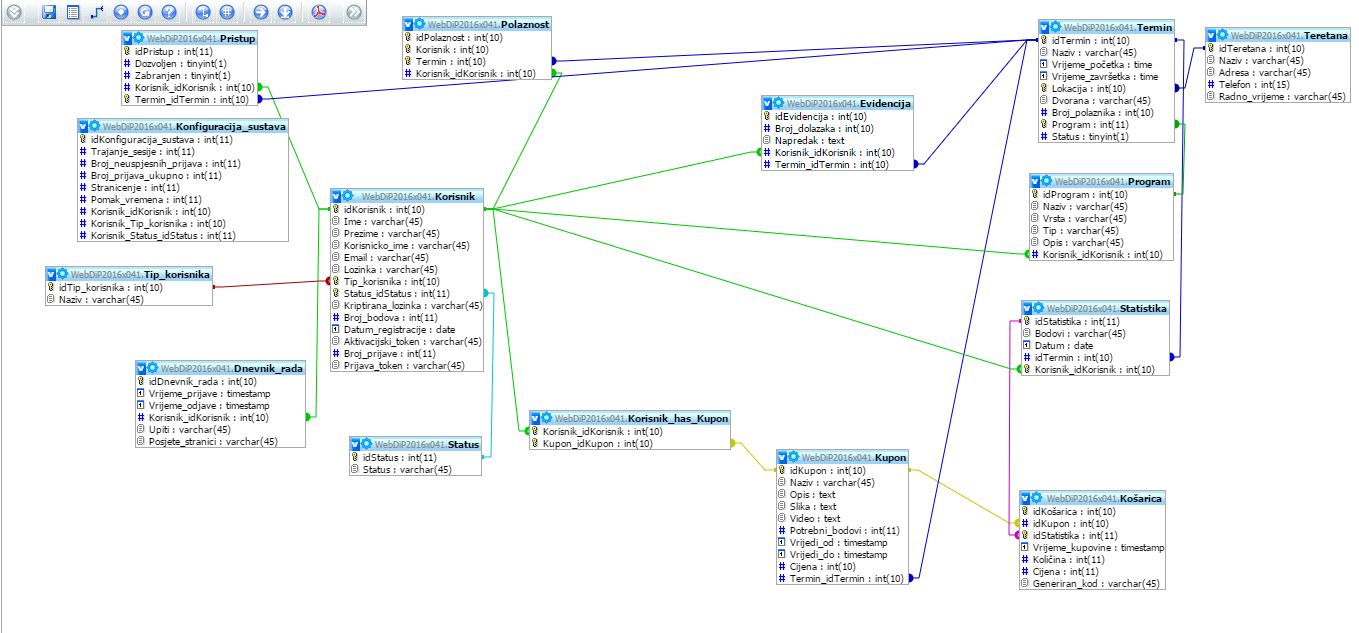 WebDiP2016x041.Pristup
idPristup : int(11)
Dozvoljen : tinyint(1)
Zabranjen : tinyint(1)
Korisnik_idKorisnik : int(10)
Termin_idTermin : int(10)
WebDiP2016x041.Polaznost
idPolaznost : int(10)
Korisnik : int(10)
Termin : int(10)
Korisnik_idKorisnik : int(10)
WebDiP2016x041.Termin
idTermin : int(10)
Naziv : varchar(45)
Vrijeme_početka : time
Vrijeme_završetka : time
Lokacija : int(10)
Dvorana : varchar(45)
Broj_polaznika : int(10)
Program : int(11)
Status : tinyint(1)
WebDiP2016x041.Teretana
idTeretana : int(10)
Naziv : varchar(45)
Adresa : varchar(45)
Telefon : int(15)
Radno_vrijeme : varchar(45)
WebDiP2016x041.Evidencija
idEvidencija : int(10)
Broj_dolazaka : int(10)
Napredak : text
Korisnik_idKorisnik : int(10)
Termin_idTermin : int(10)
WebDiP2016x041.Konfiguracija_sustava
idKonfiguracija_sustava : int(11)
Trajanje_sesije : int(11)
Broj_neuspjesnih_prijava : int(11)
Broj_prijava_ukupno : int(11)
Stranicenje : int(11)
Pomak_vremena : int(11)
Korisnik_idKorisnik : int(10)
Korisnik_Tip_korisnika : int(10)
Korisnik_Status_idStatus : int(11)
WebDiP2016x041.Program
idProgram : int(10)
Naziv : varchar(45)
Vrsta : varchar(45)
Tip : varchar(45)
Opis : varchar(45)
Korisnik_idKorisnik : int(10)
WebDiP2016x041.Korisnik
idKorisnik : int(10)
Ime : varchar(45)
Prezime : varchar(45)
Korisnicko_ime : varchar(45)
Email : varchar(45)
Lozinka : varchar(45)
Tip_korisnika : int(10)
Status_idStatus : int(11)
Kriptirana_lozinka : varchar(45)
Broj_bodova : int(11)
Datum_registracije : date
Aktivacijski_token : varchar(45)
Broj_prijave : int(11)
Prijava_token : varchar(45)
WebDiP2016x041.Tip_korisnika
idTip_korisnika : int(10)
Naziv : varchar(45)
WebDiP2016x041.Statistika
idStatistika : int(11)
Bodovi : varchar(45)
Datum : date
idTermin : int(10)
Korisnik_idKorisnik : int(10)
WebDiP2016x041.Dnevnik_rada
idDnevnik_rada : int(10)
Vrijeme_prijave : timestamp
Vrijeme_odjave : timestamp
Korisnik_idKorisnik : int(10)
Upiti : varchar(45)
Posjete_stranici : varchar(45)
WebDiP2016x041.Status
idStatus : int(11)
Status : varchar(45)
WebDiP2016x041.Korisnik_has_Kupon
Korisnik_idKorisnik : int(10)
Kupon_idKupon : int(10)
WebDiP2016x041.Kupon
idKupon : int(10)
Naziv : varchar(45)
Opis : text
Slika : text
Video : text
Potrebni_bodovi : int(11)
Vrijedi_od : timestamp
Vrijedi_do : timestamp
Cijena : int(10)
Termin_idTermin : int(10)
WebDiP2016x041.Košarica
idKošarica : int(10)
idKupon : int(10)
idStatistika : int(11)
Vrijeme_kupovine : timestamp
Količina : int(11)
Cijena : int(11)
Generiran_kod : varchar(45)